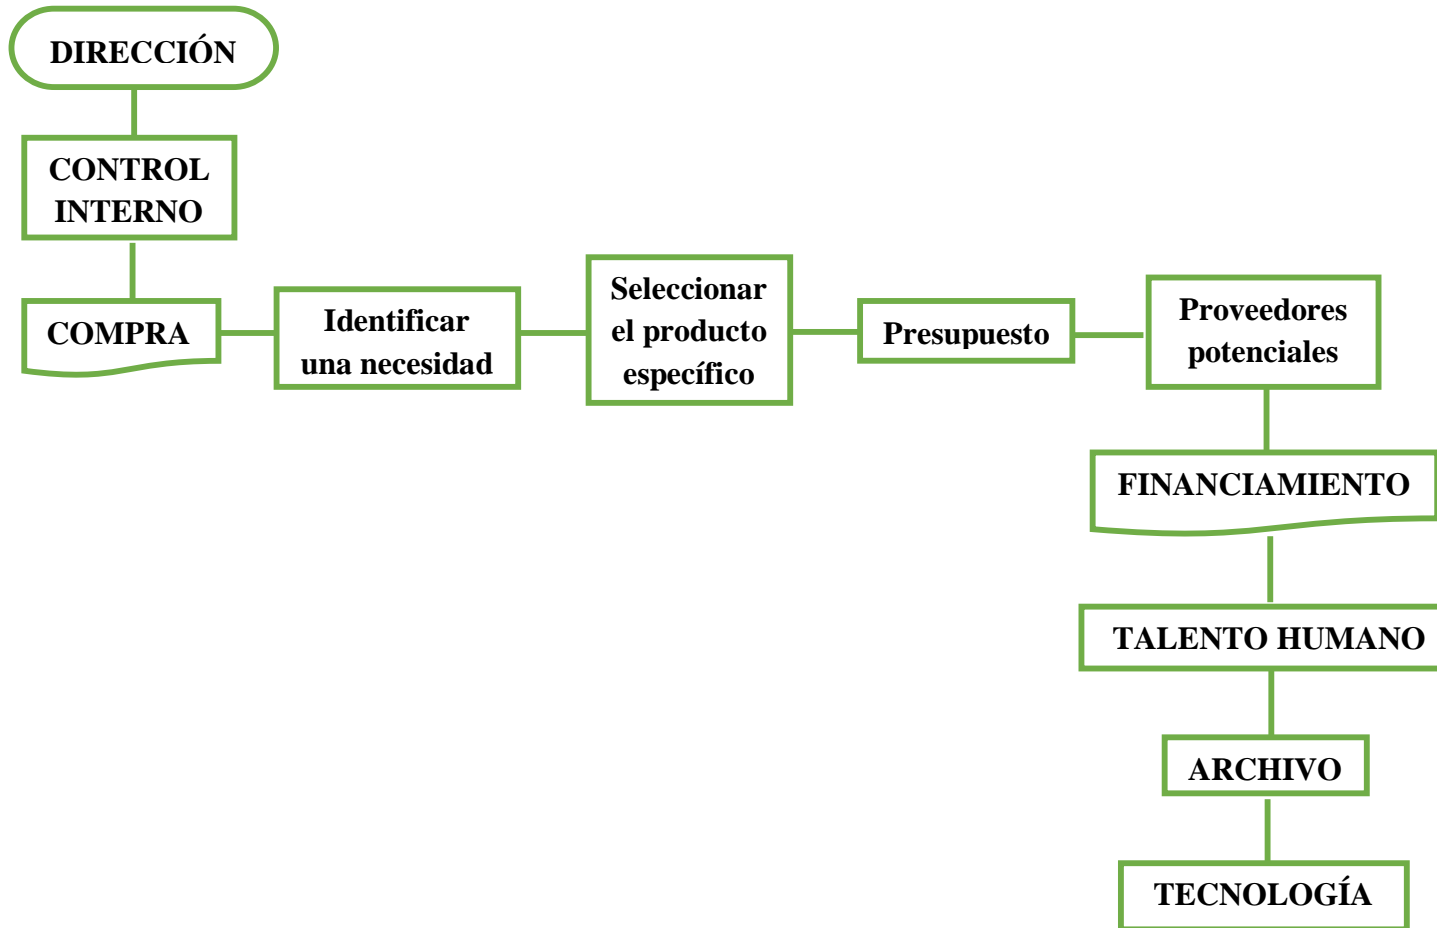 DIRECCIÓN
CONTROL
INTERNO
COMPRA
Identificar
una necesidad
Seleccionar
el producto
específico
Presupuesto
Proveedores
potenciales
FINANCIAMIENTO
TALENTO HUMANO
ARCHIVO
TECNOLOGÍA